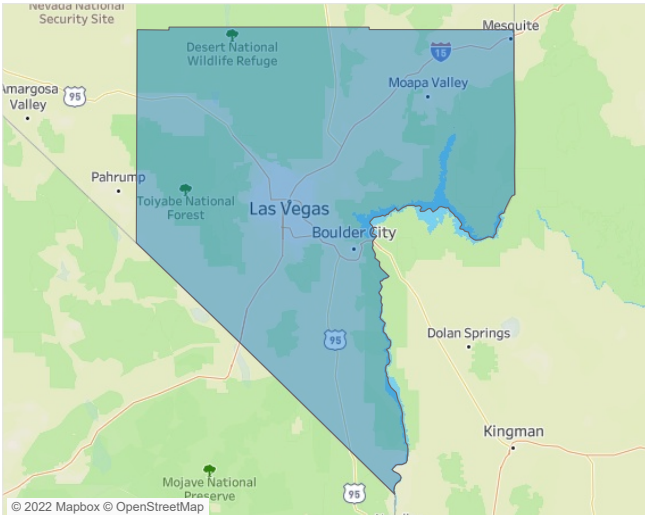 Nevada National
Security Site
Mesquite
Desert National
Wildlife Refuge
15
Moapa Valley
Amargosa
Valley
95
Pahrump
Toiyabe National
Forest
Las Vegas
Boulder City
95
Dolan Springs
Kingman
Mojave National
Preserve
95
© 2022 Mapbox © OpenStreetMap